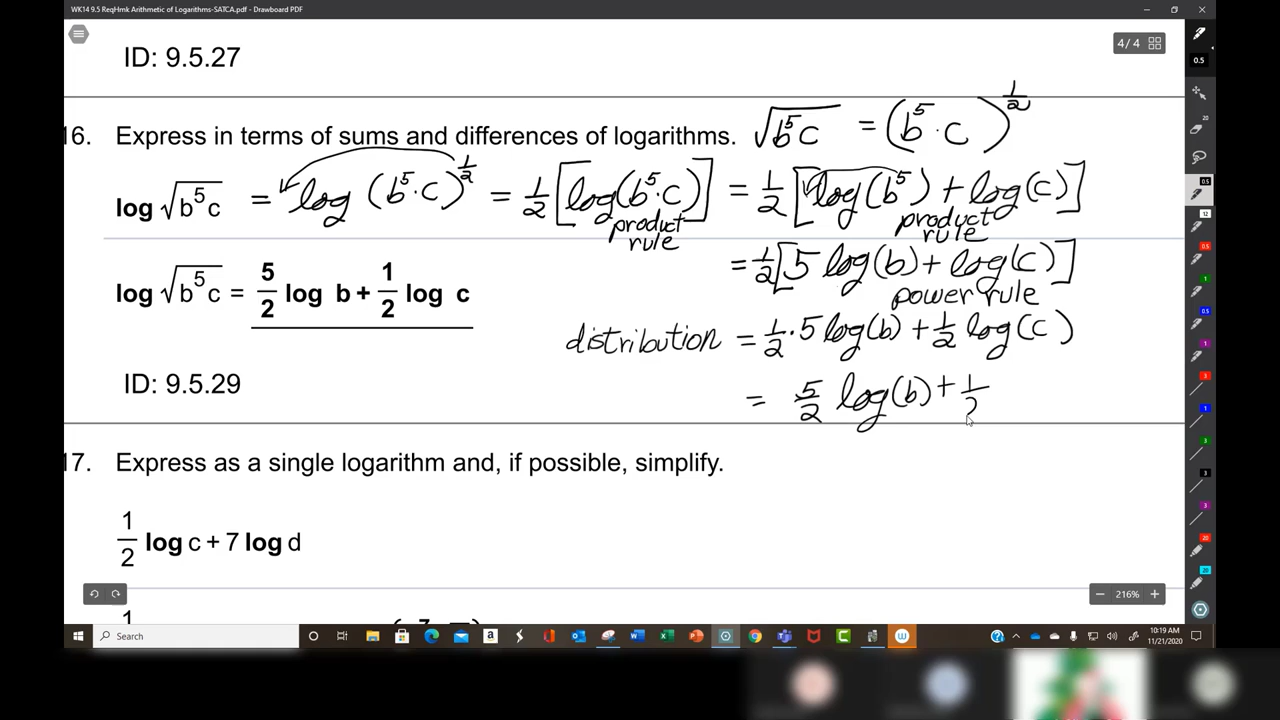 WK14 9.5 ReqHmk Arithmetic of Logarithms-SATCA.pdf - Drawboard PDF
4 / 4
ID: 9.5.27
16. Express in terms of sums and differences of logarithms. √b⁵c = (b⁵·c)^1/2
log √b⁵c = log (b⁵·c)^1/2 = 1/2 [log(b⁵·c)] = 1/2 [log(b⁵) + log(c)]
product rule product rule
= 1/2 [5 log(b) + log(c)]
power rule
log √b⁵c = 5/2 log b + 1/2 log c
distribution = 1/2 · 5 log(b) + 1/2 log(c)
ID: 9.5.29
= 5/2 log(b) + 1/2
17. Express as a single logarithm and, if possible, simplify.
1/2 log c + 7 log d
216%
Search
10:19 AM
11/21/2020